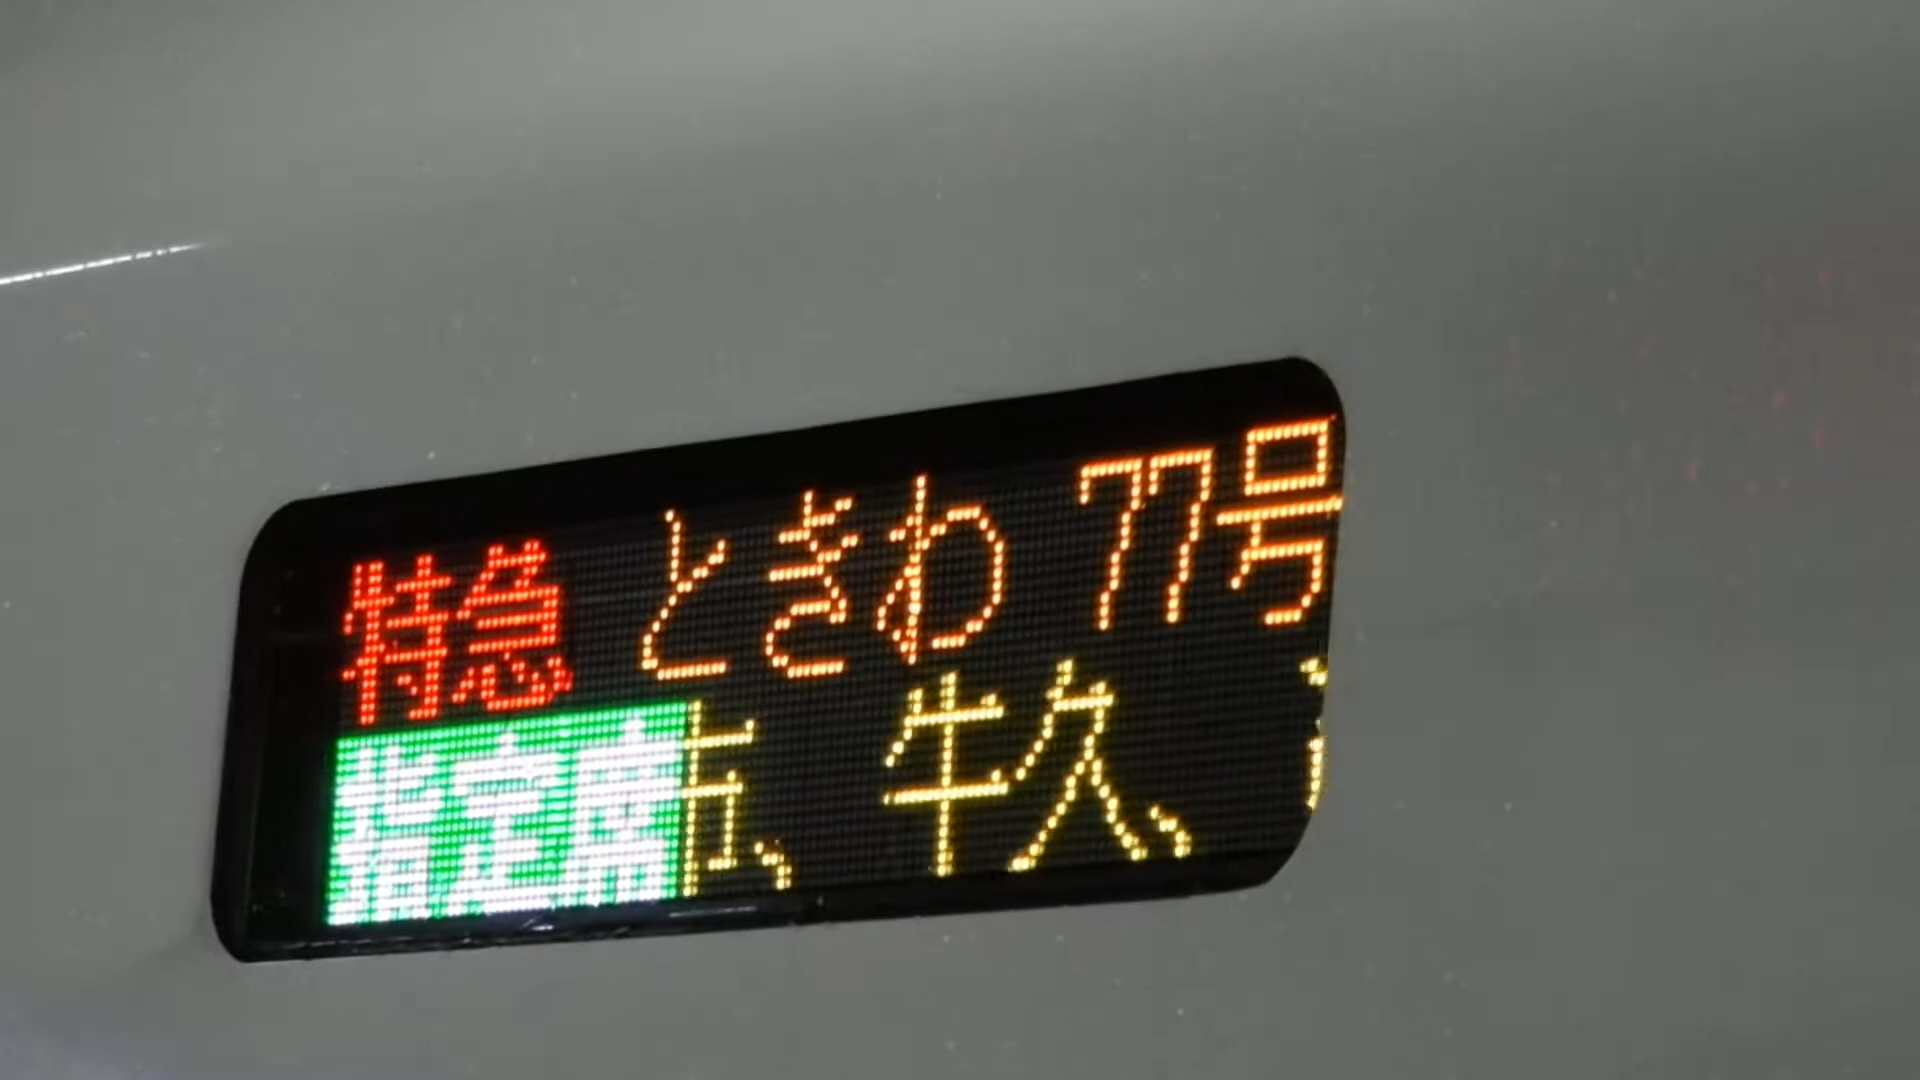 特急 ときわ 77号
指定席 、 牛久、